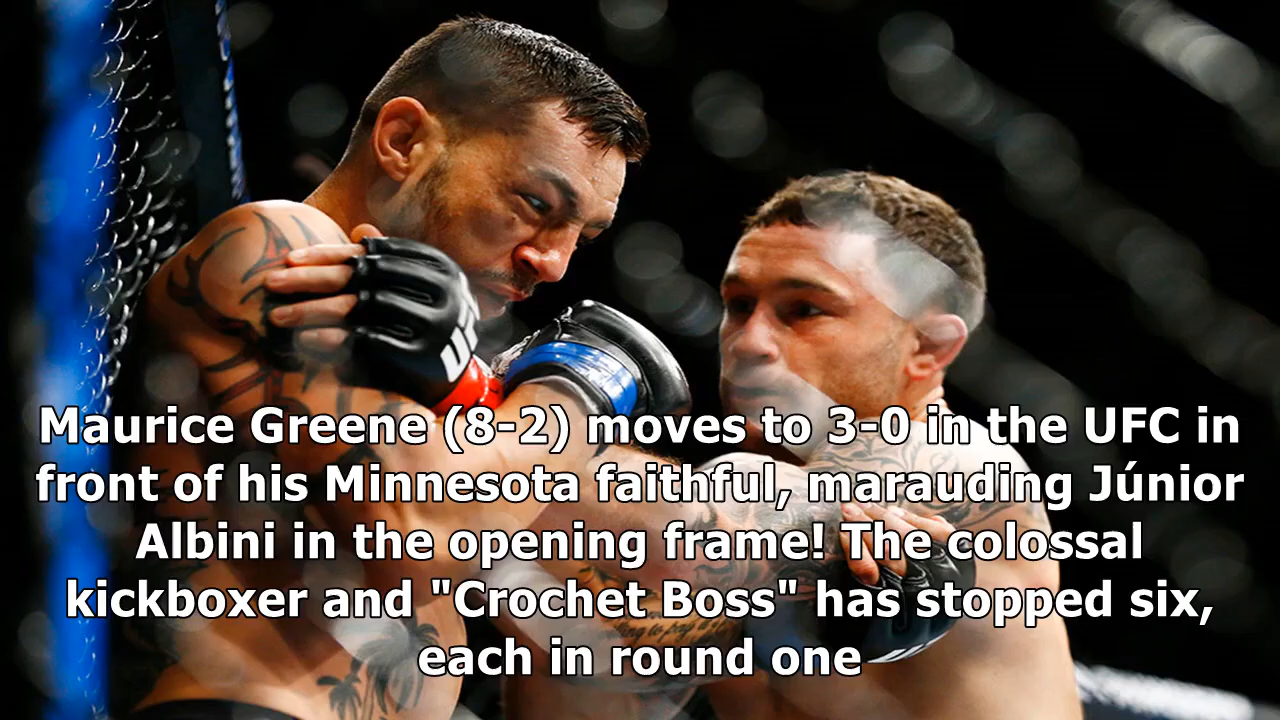 UFC
Maurice Greene (8-2) moves to 3-0 in the UFC in
front of his Minnesota faithful, marauding Júnior
Albini in the opening frame! The colossal
kickboxer and "Crochet Boss" has stopped six,
each in round one